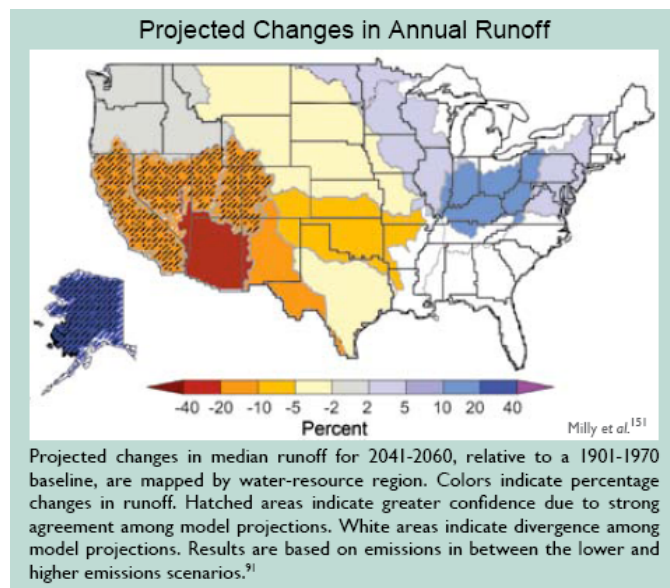 Projected Changes in Annual Runoff
-40 -20 -10 -5 -2 2 5 10 20 40
Percent
Milly et al.151
Projected changes in median runoff for 2041-2060, relative to a 1901-1970
baseline, are mapped by water-resource region. Colors indicate percentage
changes in runoff. Hatched areas indicate greater confidence due to strong
agreement among model projections. White areas indicate divergence among
model projections. Results are based on emissions in between the lower and
higher emissions scenarios.91